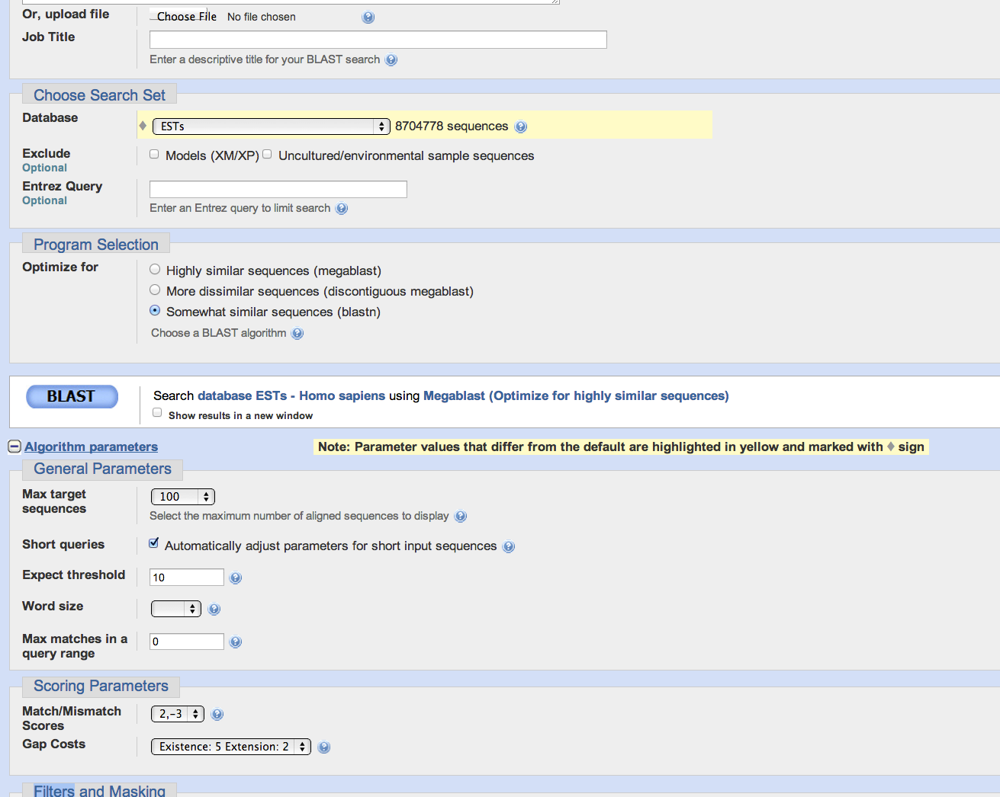 Or, upload file
Choose File No file chosen
Job Title
Enter a descriptive title for your BLAST search
Choose Search Set
Database
ESTs
8704778 sequences
Exclude
Optional
Models (XM/XP) Uncultured/environmental sample sequences
Entrez Query
Optional
Enter an Entrez query to limit search
Program Selection
Optimize for
Highly similar sequences (megablast)
More dissimilar sequences (discontiguous megablast)
Somewhat similar sequences (blastn)
Choose a BLAST algorithm
BLAST
Search database ESTs - Homo sapiens using Megablast (Optimize for highly similar sequences)
Show results in a new window
Algorithm parameters
Note: Parameter values that differ from the default are highlighted in yellow and marked with ♦ sign
General Parameters
Max target
sequences
100
Select the maximum number of aligned sequences to display
Short queries
Automatically adjust parameters for short input sequences
Expect threshold
10
Word size
Max matches in a
query range
0
Scoring Parameters
Match/Mismatch
Scores
2,-3
Gap Costs
Existence: 5 Extension: 2
Filters and Masking